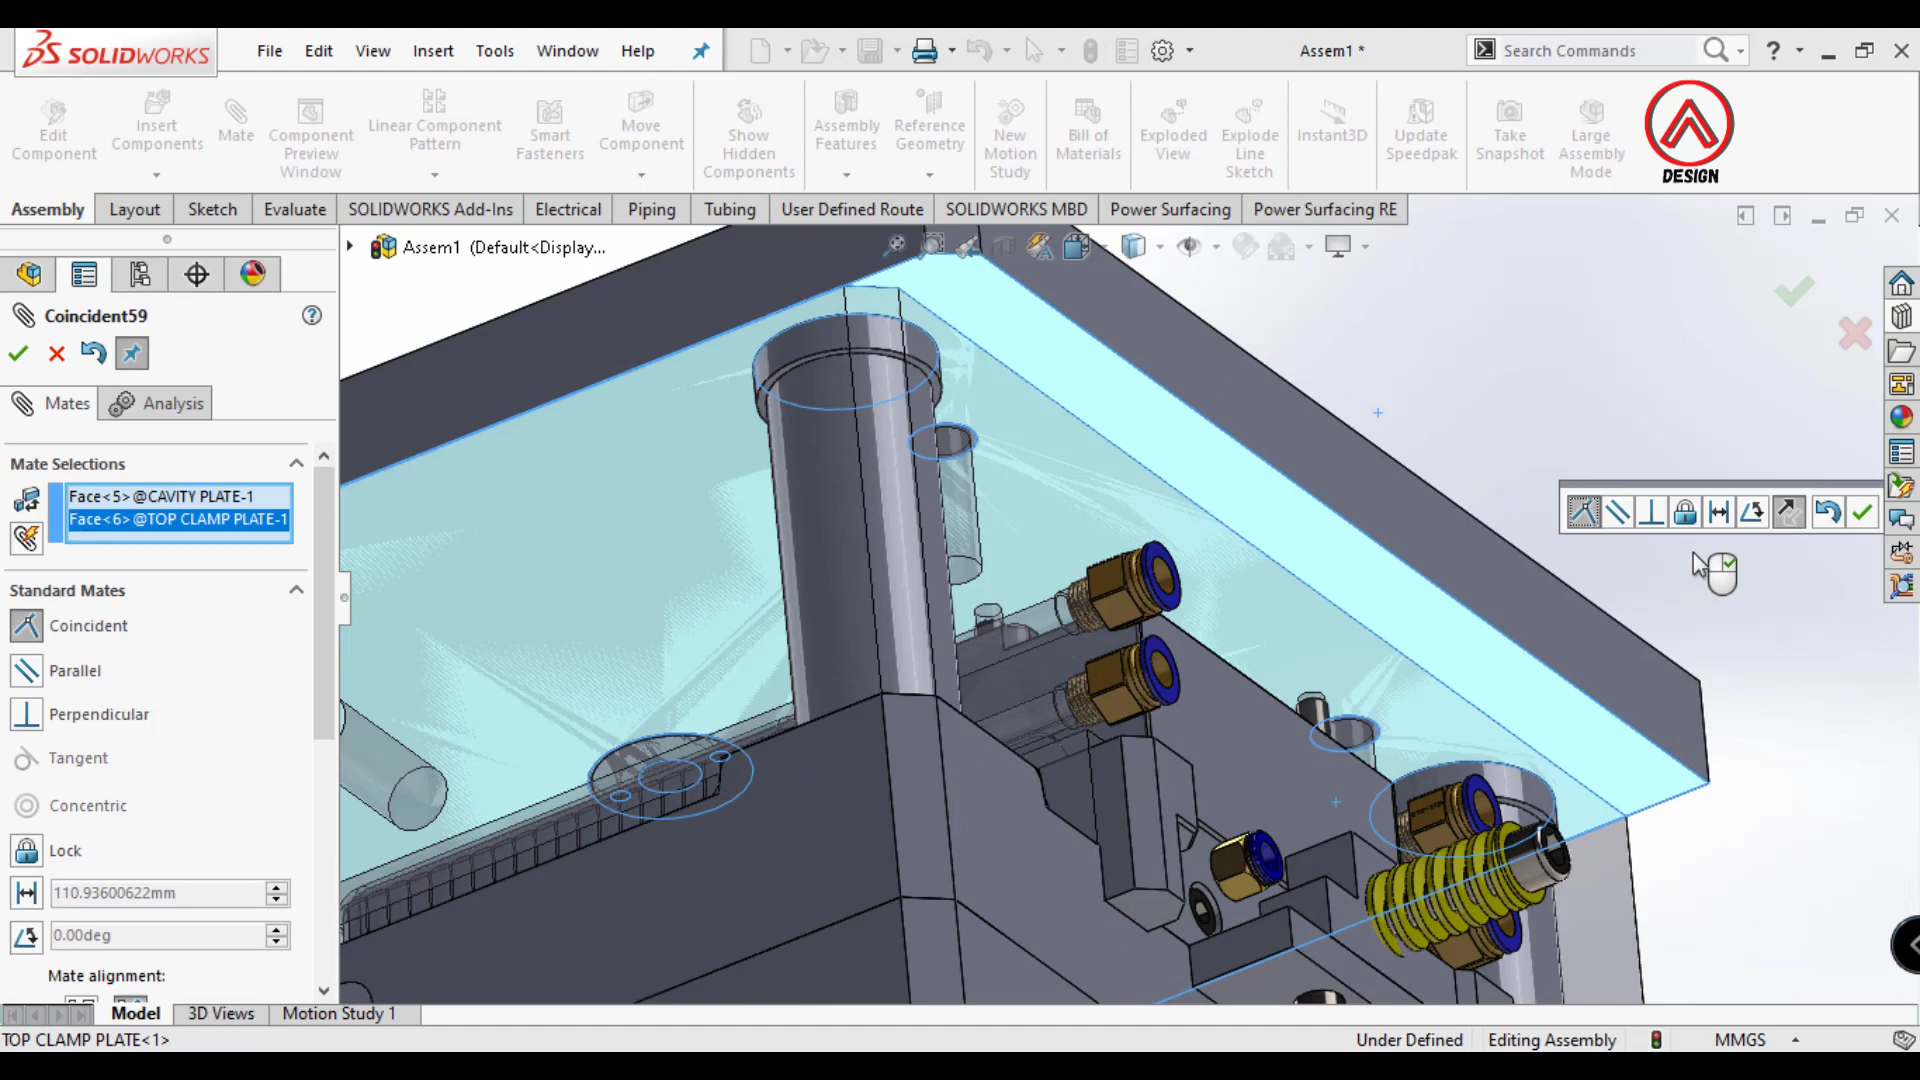 SOLIDWORKS
File
Edit
View
Insert
Tools
Window
Help
Assem1 *
Search Commands
?
Edit
Component
Insert
Components
Mate
Component
Preview
Window
Linear Component
Pattern
Smart
Fasteners
Move
Component
Show
Hidden
Components
Assembly
Features
Reference
Geometry
New
Motion
Study
Bill of
Materials
Exploded
View
Explode
Line
Sketch
Instant3D
Update
Speedpak
Take
Snapshot
Large
Assembly
Mode
DESIGN
Assembly
Layout
Sketch
Evaluate
SOLIDWORKS Add-Ins
Electrical
Piping
Tubing
User Defined Route
SOLIDWORKS MBD
Power Surfacing
Power Surfacing RE
Assem1 (Default<Display...
Coincident59
?
Mates
Analysis
Mate Selections
Face<5>@CAVITY PLATE-1
Face<6>@TOP CLAMP PLATE-1
Standard Mates
Coincident
Parallel
Perpendicular
Tangent
Concentric
Lock
110.93600622mm
0.00deg
Mate alignment:
Model
3D Views
Motion Study 1
TOP CLAMP PLATE<1>
Under Defined
Editing Assembly
MMGS